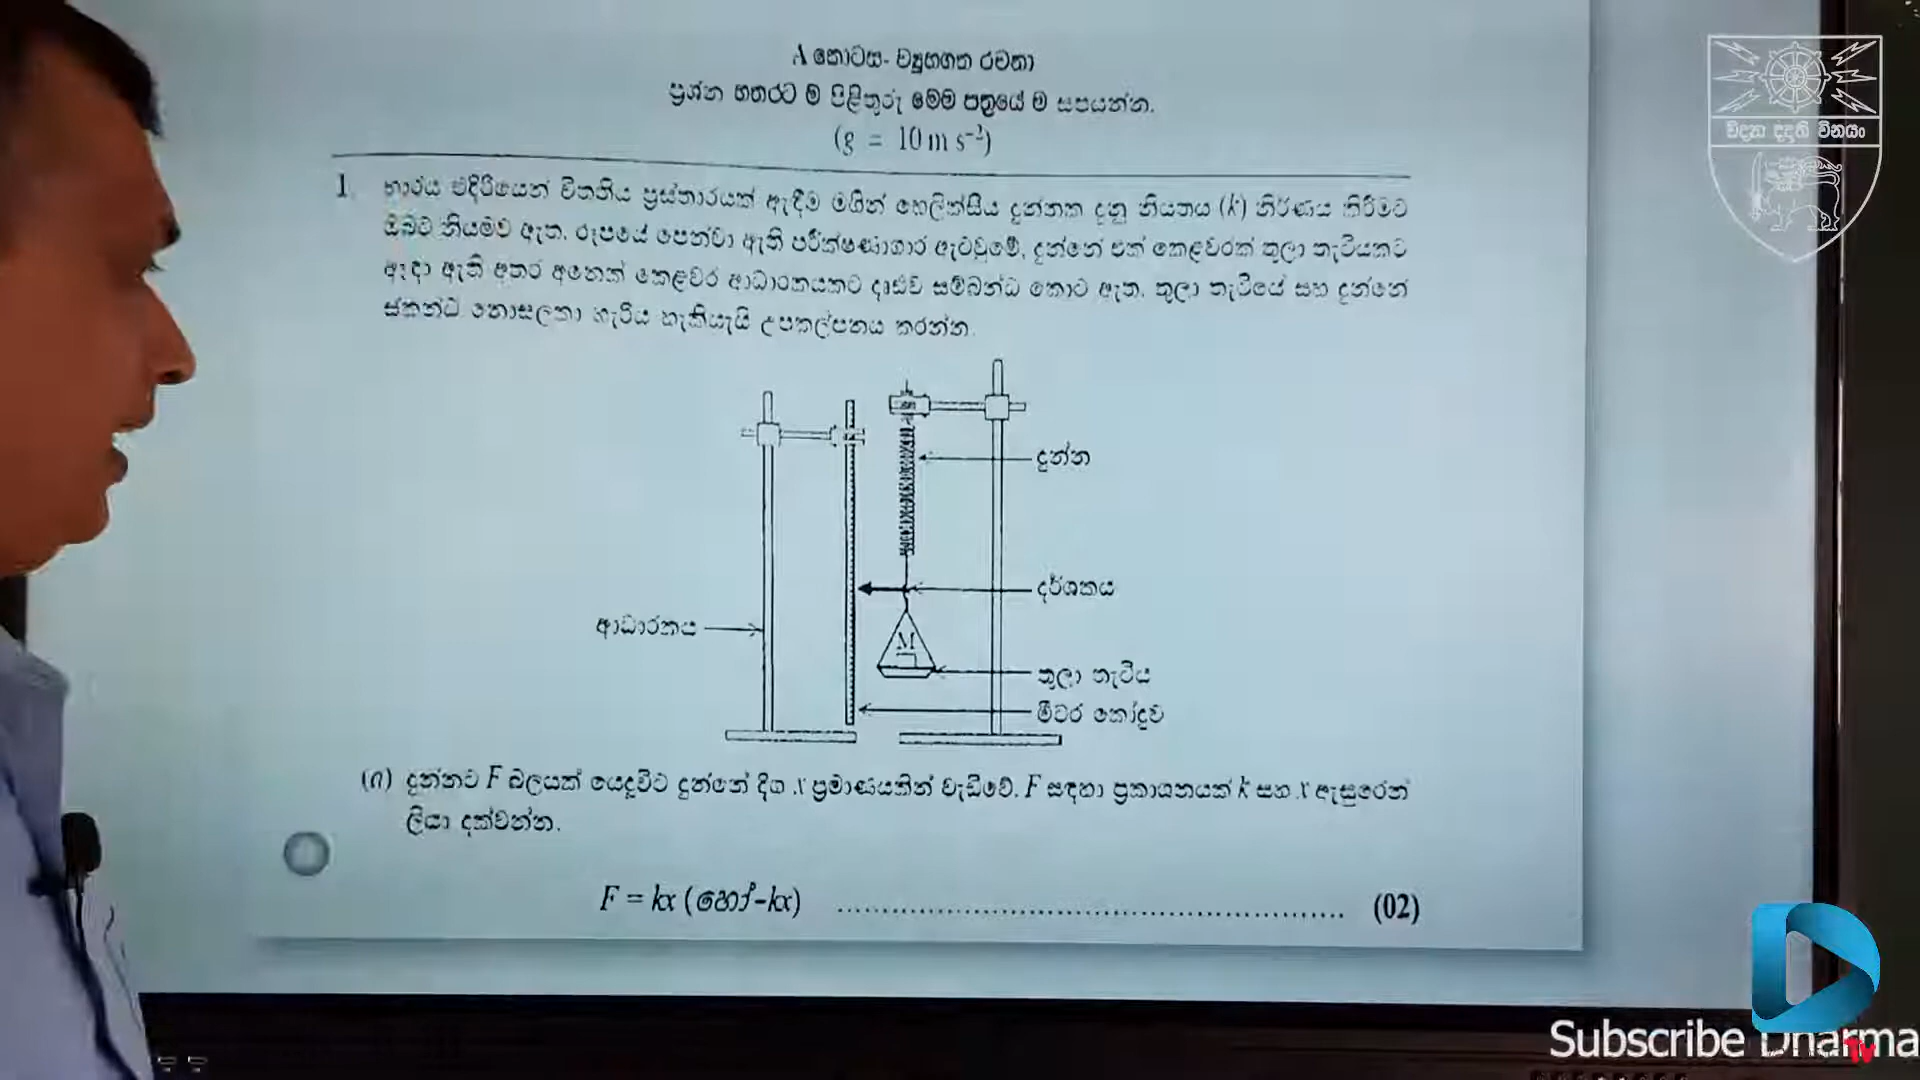 A කොටස- ව්‍යුහගත රචනා
ප්‍රශ්න හතරට ම පිළිතුරු මෙම පත්‍රයේ ම සපයන්න.
(g = 10 m s⁻²)
1. භාරය එදිරියෙන් විතතිය ප්‍රස්තාරයක් ඇඳීම මගින් හෙලික්සීය දුන්නක දුනු නියතය (k) නිර්ණය කිරීමට
ඔබට නියමව ඇත. රූපයේ පෙන්වා ඇති පරීක්ෂණාගාර ඇටවුමේ, දුන්නේ එක් කෙළවරක් තුලා තැටියකට
ඈඳා ඇති අතර අනෙක් කෙළවර ආධාරකයකට දෘඪව සම්බන්ධ කොට ඇත. තුලා තැටියේ සහ දුන්නේ
ස්කන්ධ නොසලකා හැරිය හැකියැයි උපකල්පනය කරන්න.
දුන්න
දර්ශකය
ආධාරකය
M
තුලා තැටිය
මීටර කෝදුව
දුන්නට F බලයක් යෙදූවිට දුන්නේ දිග x ප්‍රමාණයකින් වැඩිවේ. F සඳහා ප්‍රකාශනයක් k සහ x ඇසුරෙන්
ලියා දක්වන්න.
F = kx (හෝ –kx) ........................................................ (02)
විද්‍යා දදාති විනයං
Subscribe Dharma
TV